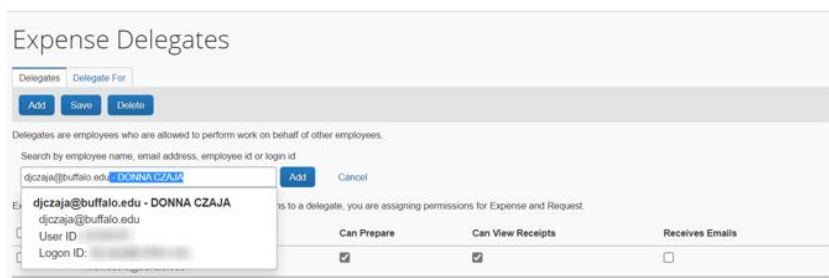 Expense Delegates
Delegates Delegate For
Add Save Delete
Delegates are employees who are allowed to perform work on behalf of other employees.
Search by employee name, email address, employee id or login id
djczaja@buffalo.edu - DONNA CZAJA Add Cancel
djczaja@buffalo.edu - DONNA CZAJA
ns to a delegate, you are assigning permissions for Expense and Request.
djczaja@buffalo.edu
User ID
Can Prepare Can View Receipts Receives Emails
Logon ID: